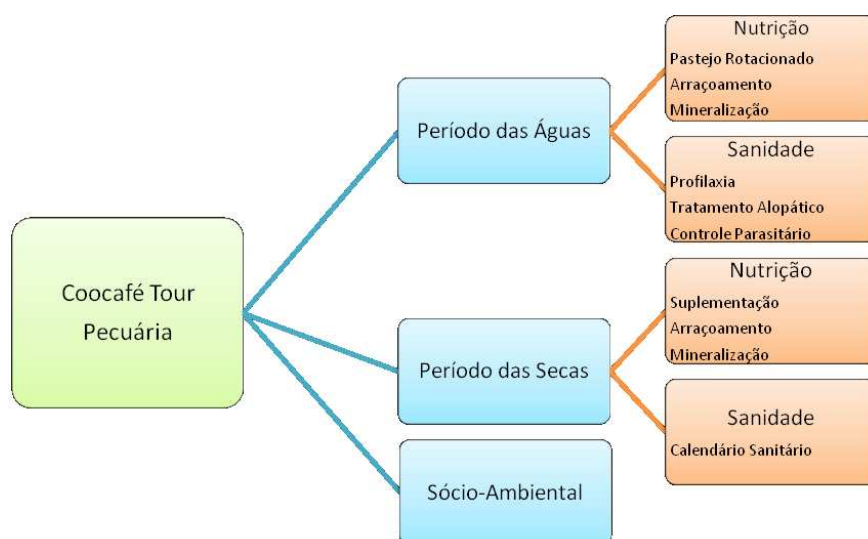 Coocafé Tour
Pecuária
Período das Águas
Nutrição
Pastejo Rotacionado
Arraçoamento
Mineralização
Sanidade
Profilaxia
Tratamento Alopático
Controle Parasitário
Período das Secas
Nutrição
Suplementação
Arraçoamento
Mineralização
Sanidade
Calendário Sanitário
Sócio-Ambiental